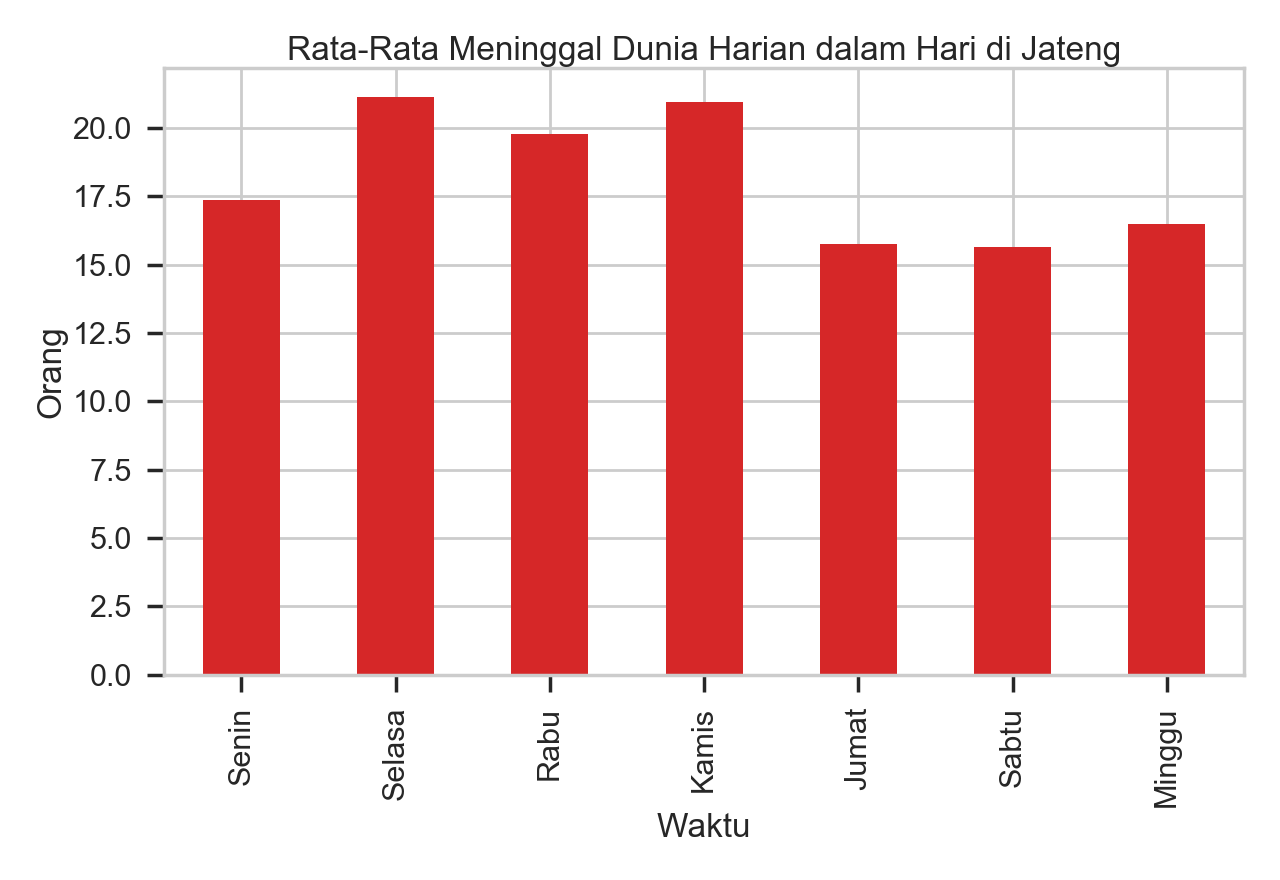 Rata-Rata Meninggal Dunia Harian dalam Hari di Jateng
Orang
20.0
17.5
15.0
12.5
10.0
7.5
5.0
2.5
0.0
Senin
Selasa
Rabu
Kamis
Jumat
Sabtu
Minggu
Waktu